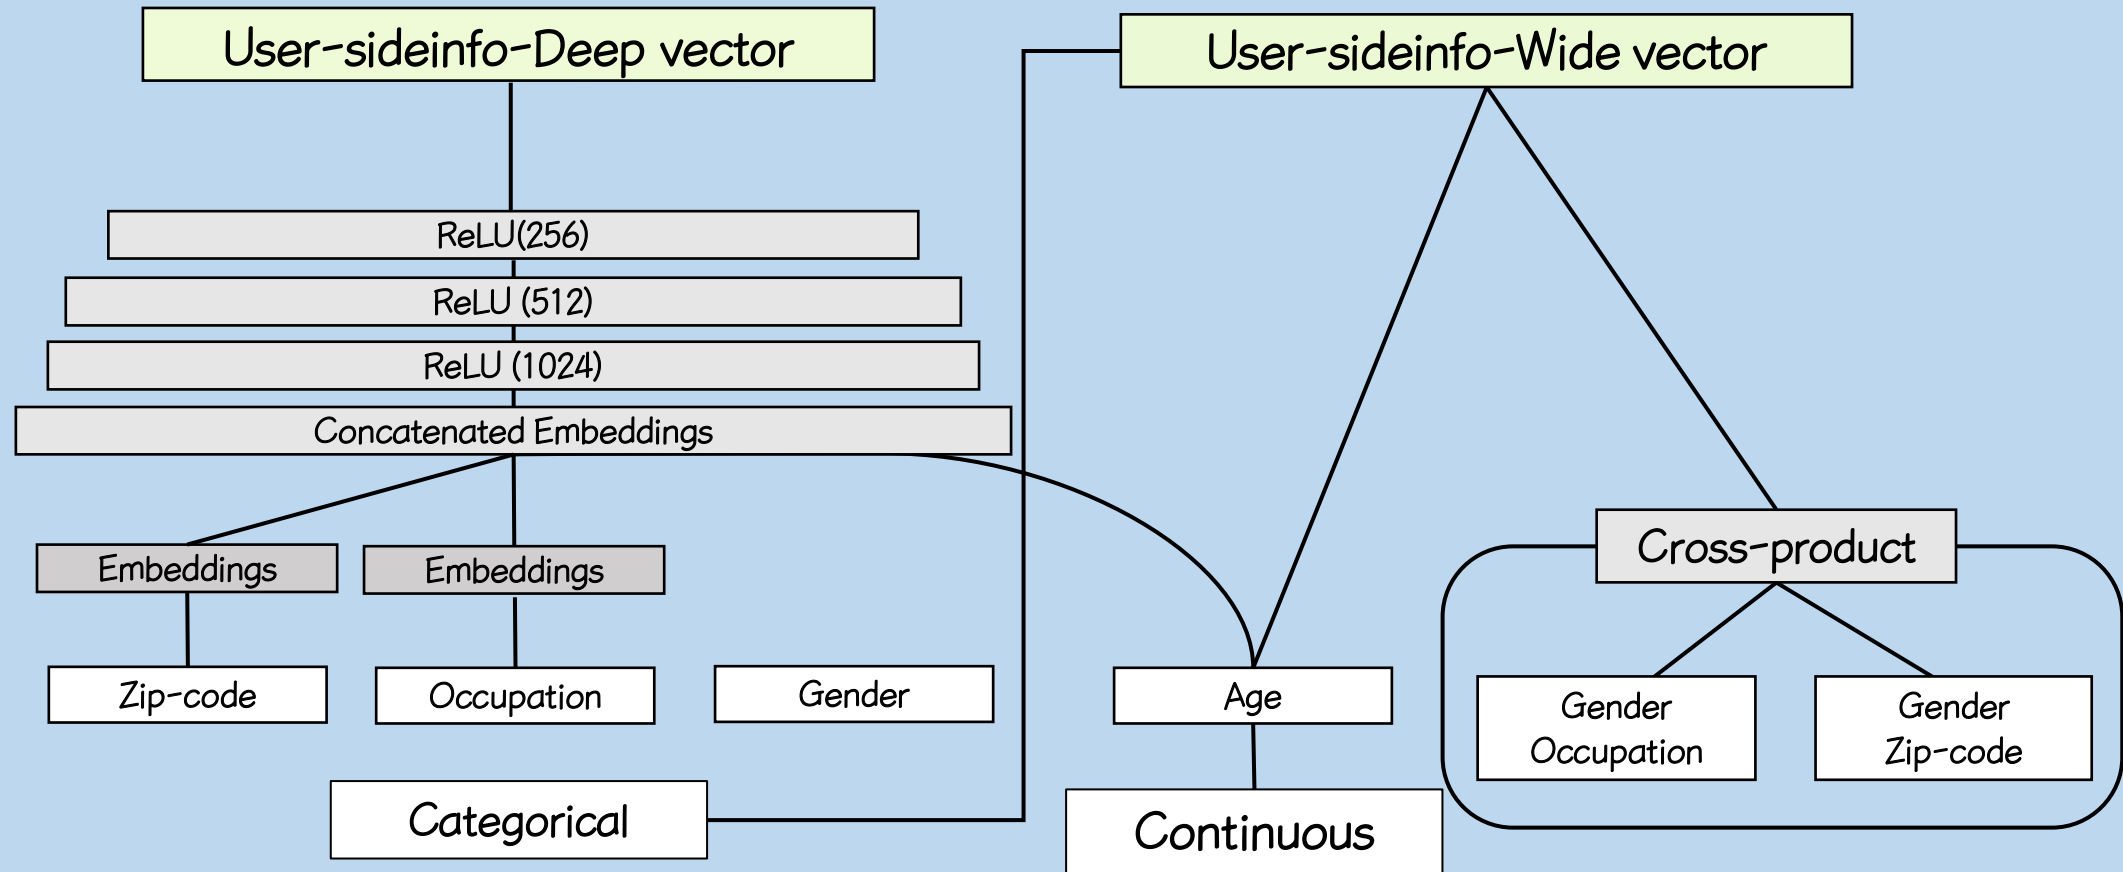 User-sideinfo-Deep vector
User-sideinfo-Wide vector
ReLU(256)
ReLU (512)
ReLU (1024)
Concatenated Embeddings
Embeddings
Embeddings
Cross-product
Zip-code
Occupation
Gender
Age
Gender
Occupation
Gender
Zip-code
Categorical
Continuous